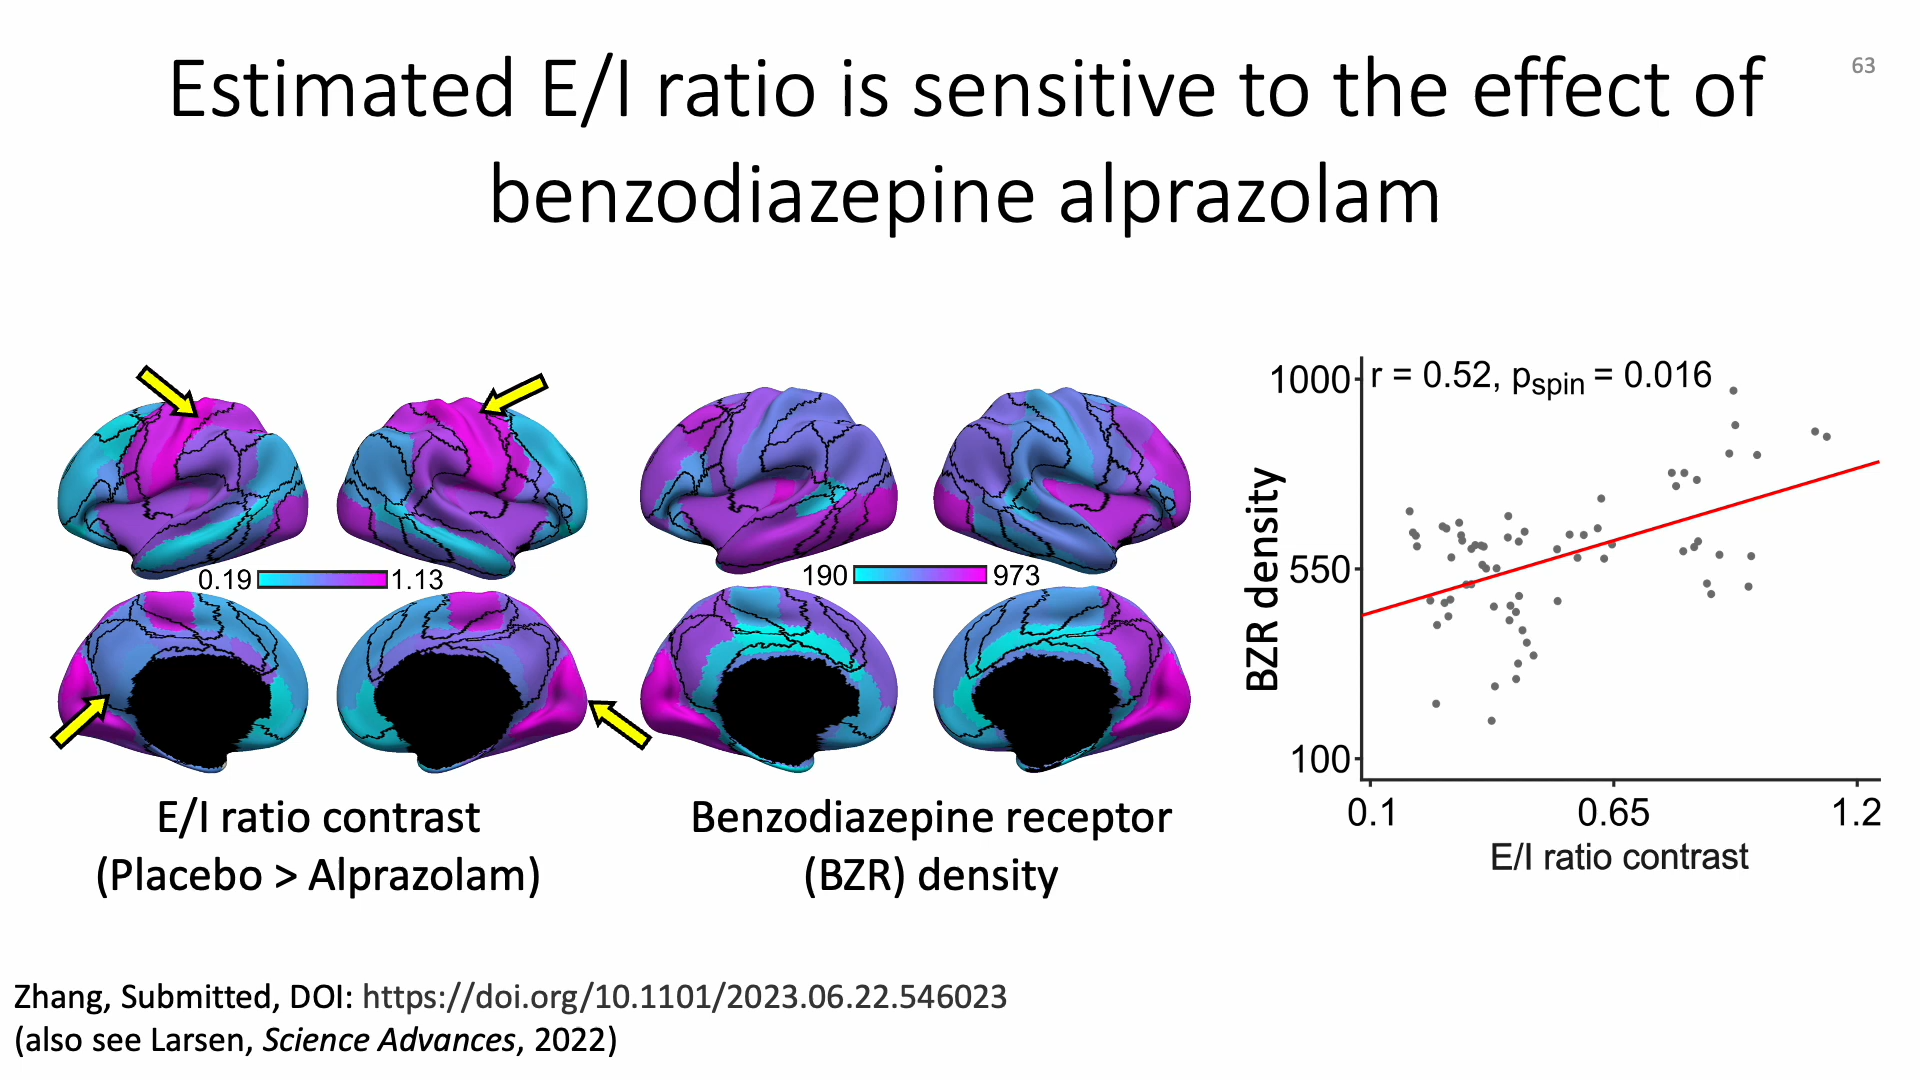 63
Estimated E/I ratio is sensitive to the effect of
benzodiazepine alprazolam
0.19 1.13
190 973
E/I ratio contrast
(Placebo > Alprazolam)
Benzodiazepine receptor
(BZR) density
r = 0.52, pspin = 0.016
1000
550
100
BZR density
0.1 0.65 1.2
E/I ratio contrast
Zhang, Submitted, DOI: https://doi.org/10.1101/2023.06.22.546023
(also see Larsen, Science Advances, 2022)